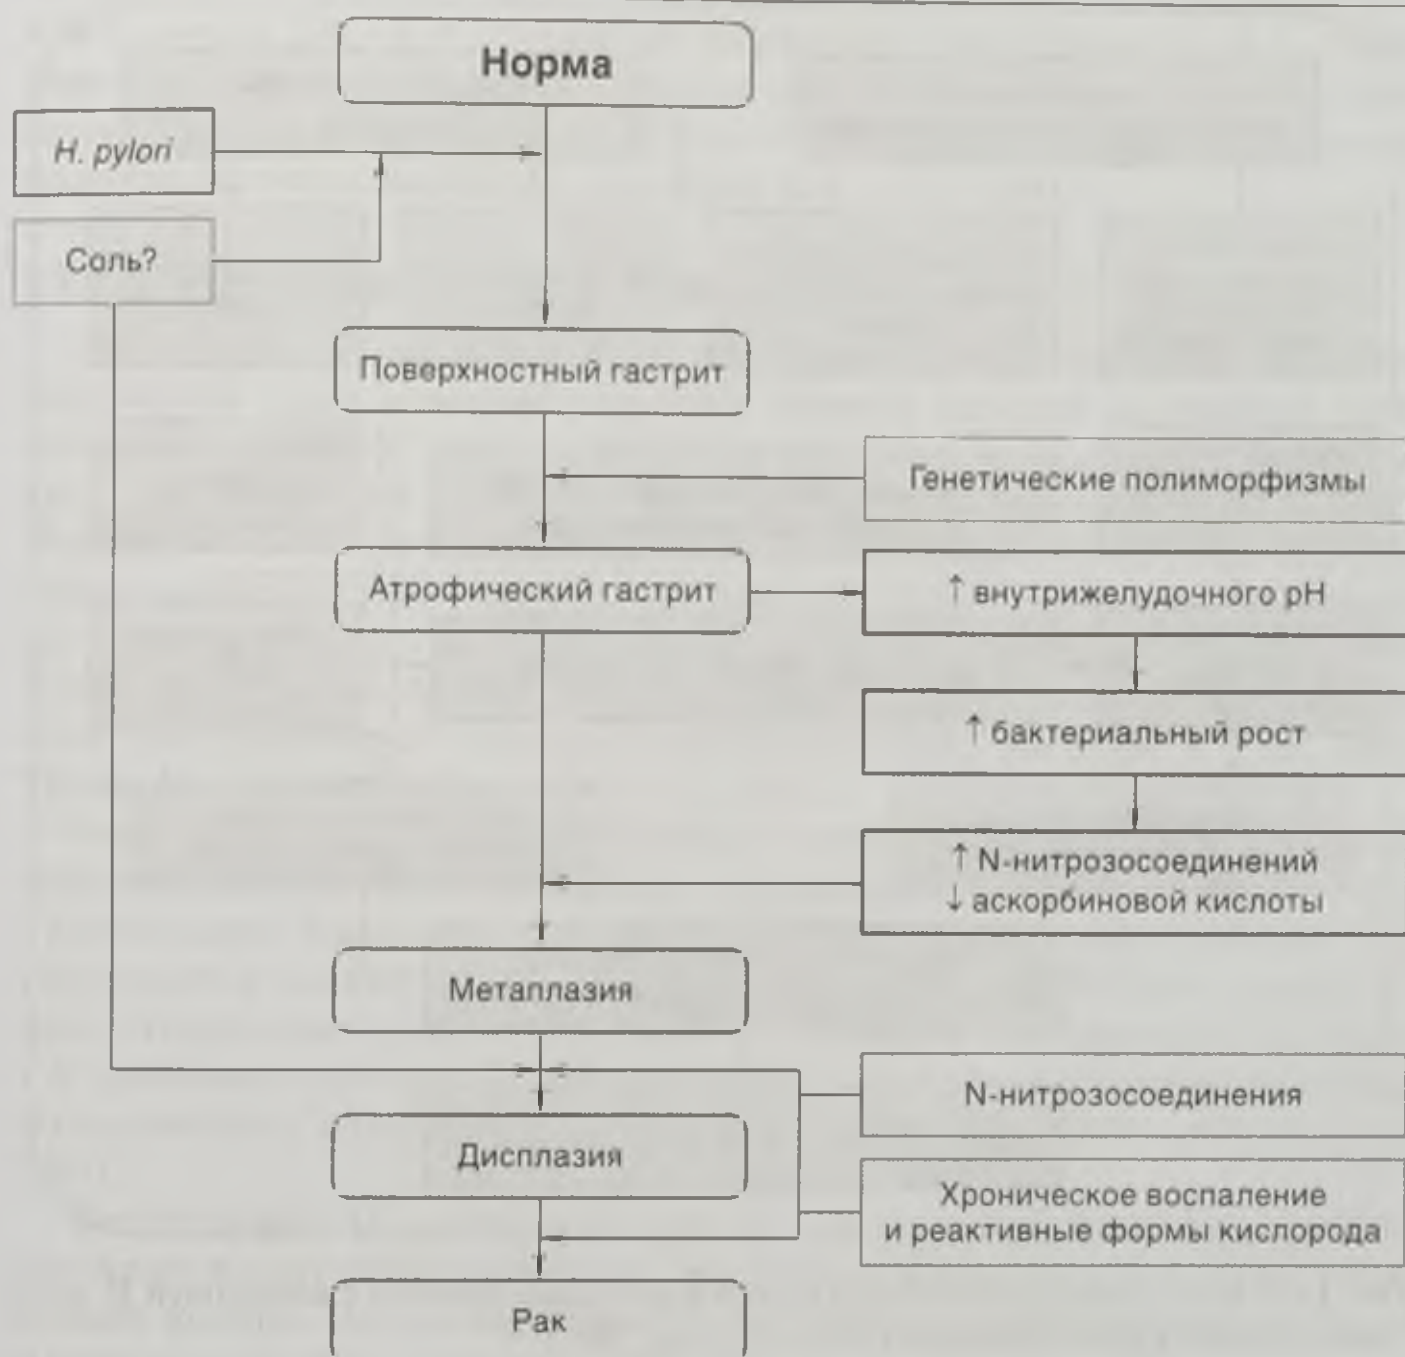 Норма
H. pylori
Соль?
Поверхностный гастрит
Генетические полиморфизмы
Атрофический гастрит
↑ внутрижелудочного pH
↑ бактериальный рост
↑ N-нитрозосоединений
↓ аскорбиновой кислоты
Метаплазия
N-нитрозосоединения
Дисплазия
Хроническое воспаление
и реактивные формы кислорода
Рак